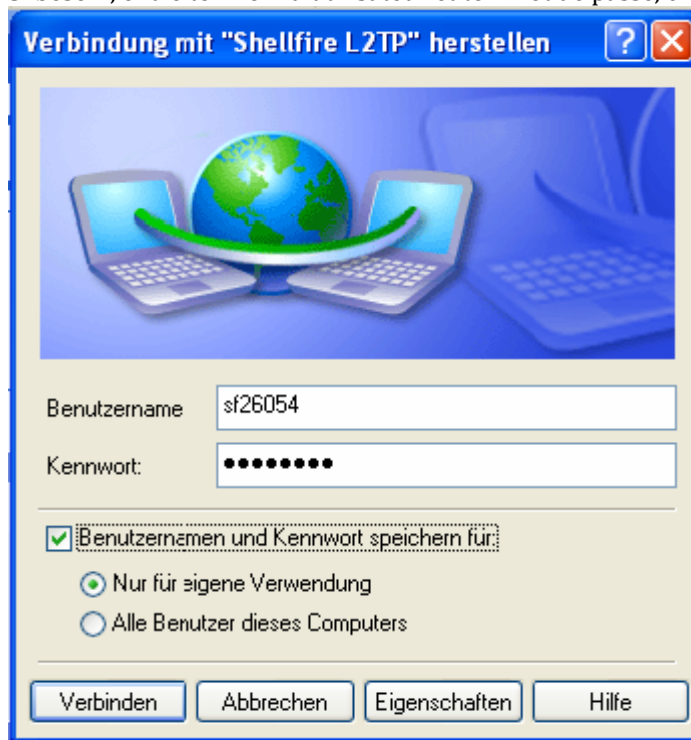 Verbindung mit "Shellfire L2TP" herstellen
Benutzername
sf26054
Kennwort:
••••••••
Benutzernamen und Kennwort speichern für:
Nur für eigene Verwendung
Alle Benutzer dieses Computers
Verbinden
Abbrechen
Eigenschaften
Hilfe